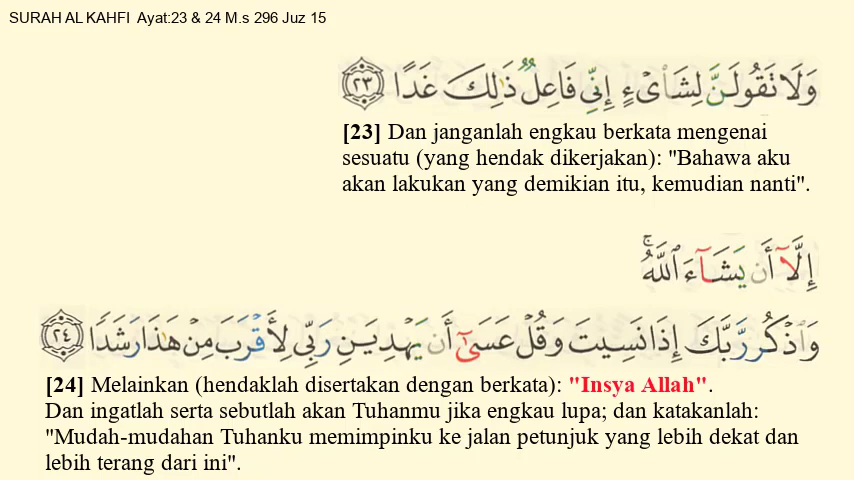 SURAH AL KAHFI Ayat:23 & 24 M.s 296 Juz 15
وَلَا تَقُولَنَّ لِشَا۟ىۡءٍ إِنِّي فَاعِلٌ ذَٰلِكَ غَدًا ٢٣
[23] Dan janganlah engkau berkata mengenai
sesuatu (yang hendak dikerjakan): "Bahawa aku
akan lakukan yang demikian itu, kemudian nanti".
إِلَّآ أَن يَشَآءَ ٱللَّهُۚ
وَٱذۡكُر رَّبَّكَ إِذَا نَسِيتَ وَقُلۡ عَسَىٰٓ أَن يَهۡدِيَنِ رَبِّي لِأَقۡرَبَ مِنۡ هَٰذَا رَشَدًا ٢٤
[24] Melainkan (hendaklah disertakan dengan berkata): "Insya Allah".
Dan ingatlah serta sebutlah akan Tuhanmu jika engkau lupa; dan katakanlah:
"Mudah-mudahan Tuhanku memimpinku ke jalan petunjuk yang lebih dekat dan
lebih terang dari ini".